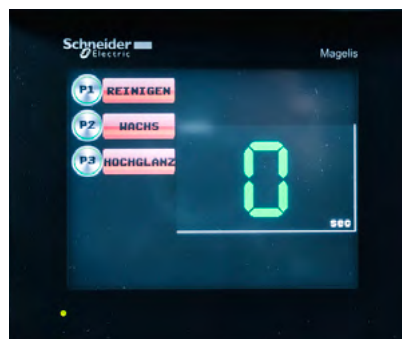 Schneider
Electric
Magelis
P1 REINIGEN
P2 WACHS
P3 HOCHGLANZ
0
sec